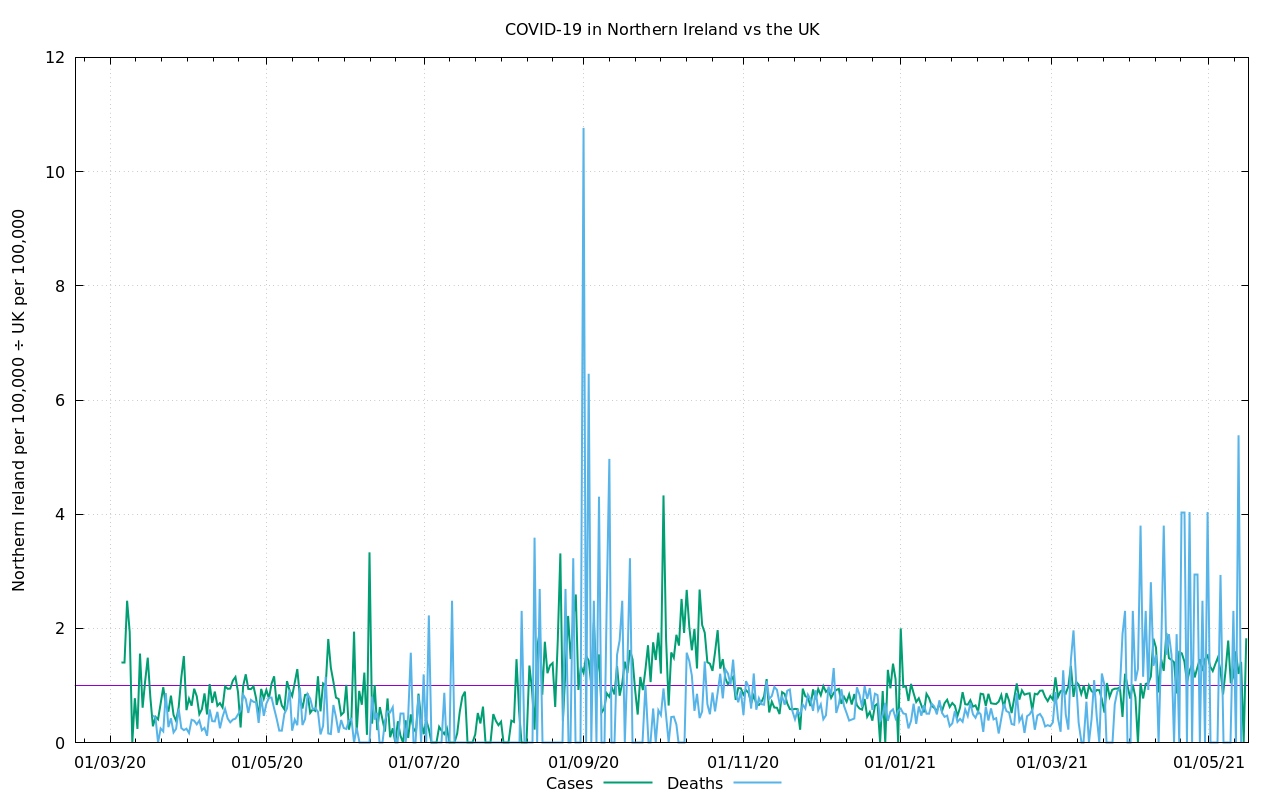 COVID-19 in Northern Ireland vs the UK
12
10
8
6
4
2
0
Northern Ireland per 100,000 ÷ UK per 100,000
01/03/20 01/05/20 01/07/20 01/09/20 01/11/20 01/01/21 01/03/21 01/05/21
Cases Deaths